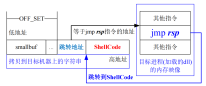 OFF_SET
低地址
等于jmp rsp指令的地址
smallbuf
...
跳转地址
ShellCode
高地址
拷贝到目标机器上的字符串
跳转到ShellCode
其他指令
jmp rsp
其他指令
目标进程(加载的dll)
的内存映像